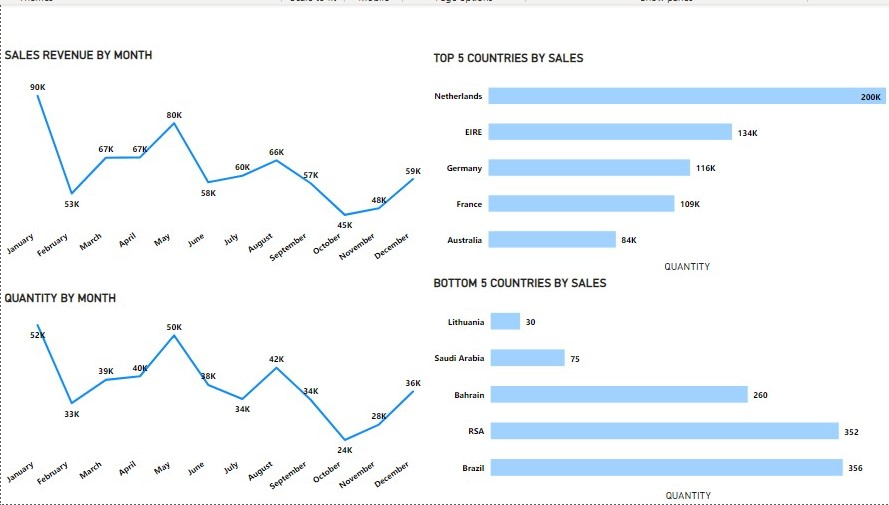 SALES REVENUE BY MONTH
90K
53K
67K
67K
80K
58K
60K
66K
57K
45K
48K
59K
January
February
March
April
May
June
July
August
September
October
November
December
QUANTITY BY MONTH
52K
33K
39K
40K
50K
38K
34K
42K
34K
24K
28K
36K
January
February
March
April
May
June
July
August
September
October
November
December
TOP 5 COUNTRIES BY SALES
Netherlands 200K
EIRE 134K
Germany 116K
France 109K
Australia 84K
QUANTITY
BOTTOM 5 COUNTRIES BY SALES
Lithuania 30
Saudi Arabia 75
Bahrain 260
RSA 352
Brazil 356
QUANTITY